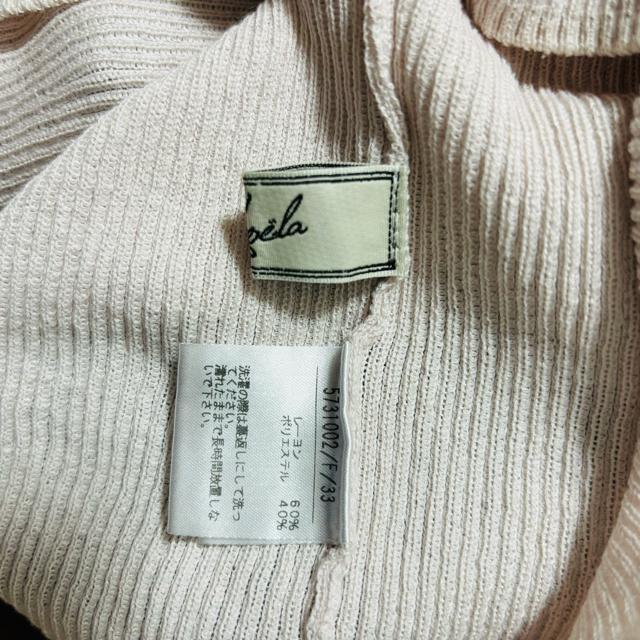 oëla
5731002/F/33
レーヨン 60%
ポリエステル 40%
洗濯の際は裏返しにして洗っ
てください。
濡れたままで長時間放置しな
いで下さい。